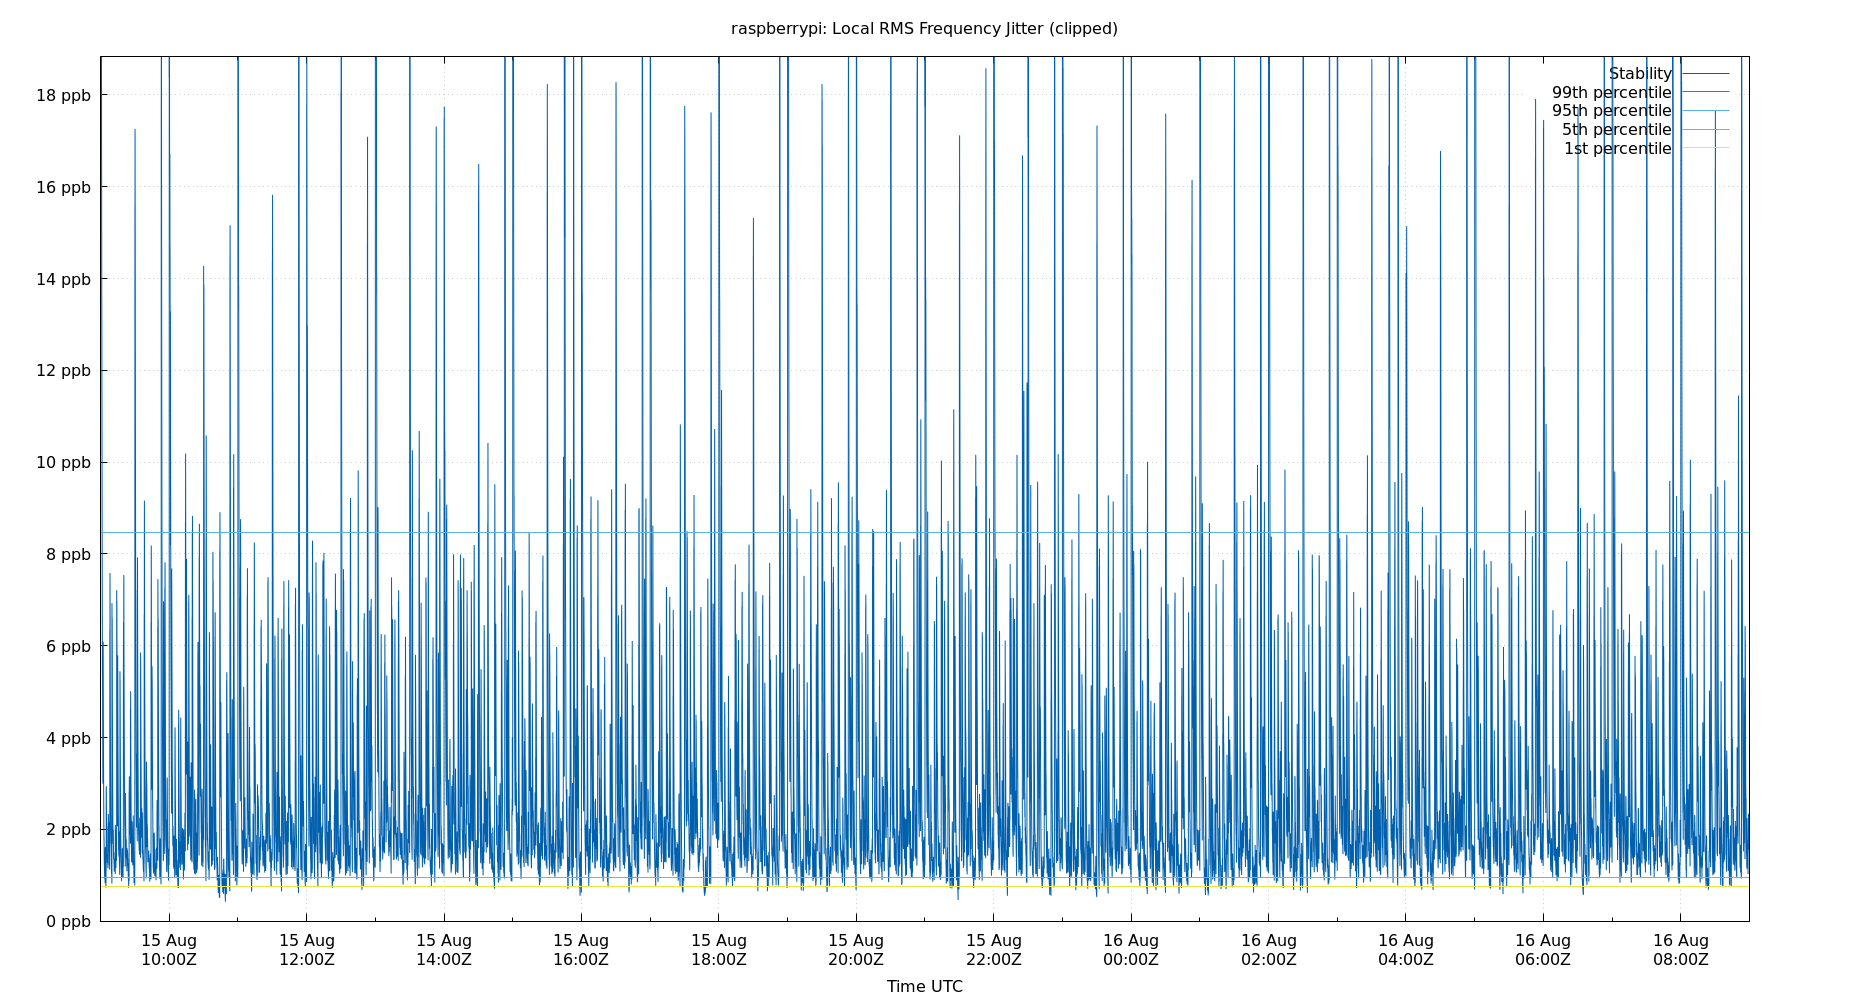 raspberrypi: Local RMS Frequency Jitter (clipped)
Stability
99th percentile
95th percentile
5th percentile
1st percentile
18 ppb
16 ppb
14 ppb
12 ppb
10 ppb
8 ppb
6 ppb
4 ppb
2 ppb
0 ppb
15 Aug 15 Aug 15 Aug 15 Aug 15 Aug 15 Aug 15 Aug 16 Aug 16 Aug 16 Aug 16 Aug 16 Aug
10:00Z 12:00Z 14:00Z 16:00Z 18:00Z 20:00Z 22:00Z 00:00Z 02:00Z 04:00Z 06:00Z 08:00Z
Time UTC